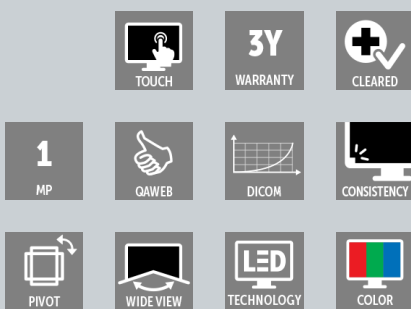 TOUCH
3Y
WARRANTY
CLEARED
1
MP
QAWEB
DICOM
CONSISTENCY
PIVOT
WIDE VIEW
LED
TECHNOLOGY
COLOR